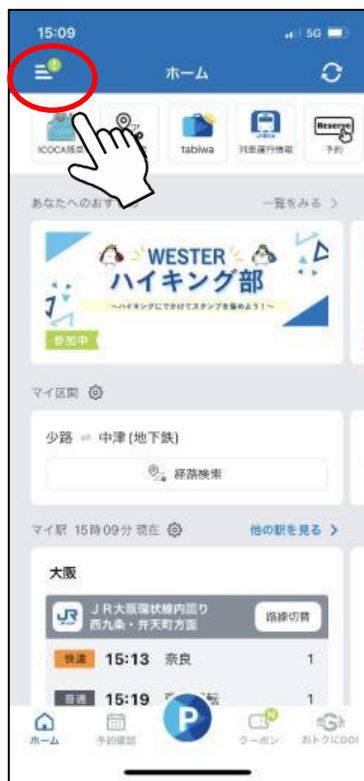 15:09
5G
ホーム
ICOCA残高
tabiwa
列車運行情報
Reserve
予約
あなたへのおす
一覧をみる >
WESTER
ハイキング部
～ハイキングにでかけてスタンプを集めよう!～
参加中
マイ区間
少路 ⇌ 中津(地下鉄)
経路検索
マイ駅 15時09分 現在
他の駅を見る >
大阪
JR
JR大阪環状線内回り
西九条・弁天町方面
路線切替
快速 15:13 奈良 1
普通 15:19 1
P
N
ホーム
予約確認
クーポン
おトクにGO!